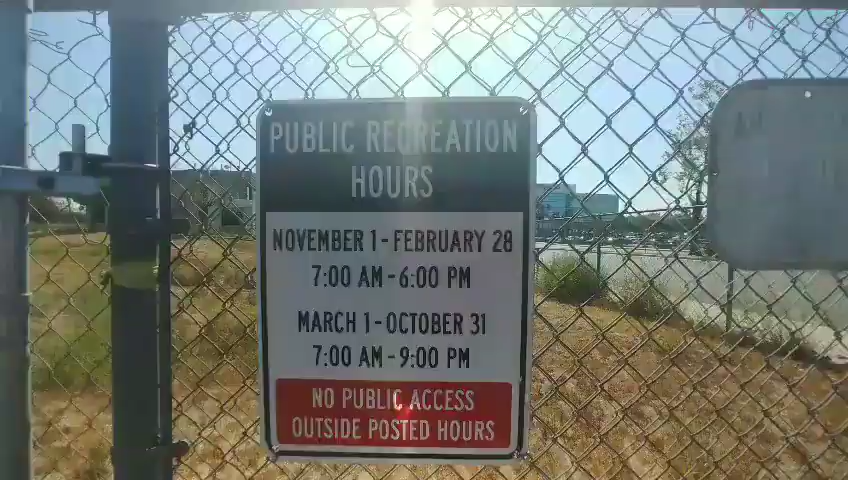 PUBLIC RECREATION
HOURS
NOVEMBER 1 - FEBRUARY 28
7:00 AM - 6:00 PM
MARCH 1 - OCTOBER 31
7:00 AM - 9:00 PM
NO PUBLIC ACCESS
OUTSIDE POSTED HOURS